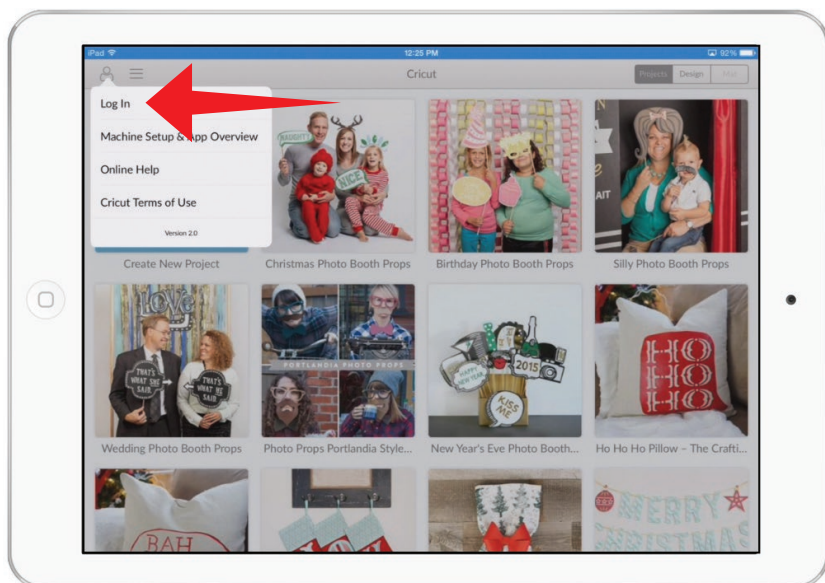 iPad 12:25 PM 92%
Cricut Projects Design Text
Log In
Machine Setup & App Overview
Online Help
Cricut Terms of Use
Version 2.0
NAUGHTY
NICE
AIT
Create New Project Christmas Photo Booth Props Birthday Photo Booth Props Silly Photo Booth Props
LOVE
THAT'S
WHAT SHE
SAID
THAT'S
WHAT HE
SAID
PORTLANDIA PHOTO PROPS
HAPPY
NEW YEAR
2015
KISS
ME
HO
HO
HO
Wedding Photo Booth Props Photo Props Portlandia Style... New Year's Eve Photo Booth... Ho Ho Ho Pillow – The Crafti...
BAH
MERRY
CHRISTMAS